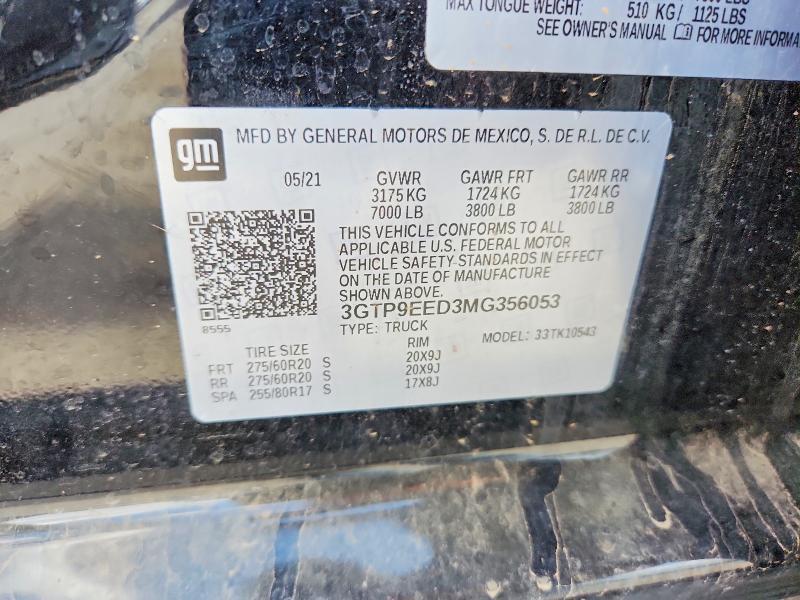 MAX TONGUE WEIGHT: 510 KG/ 1125 LBS
SEE OWNER'S MANUAL FOR MORE INFORMA
gm
MFD BY GENERAL MOTORS DE MEXICO, S. DE R.L. DE C.V.
05/21 GVWR GAWR FRT GAWR RR
3175 KG 1724 KG 1724 KG
7000 LB 3800 LB 3800 LB
THIS VEHICLE CONFORMS TO ALL
APPLICABLE U.S. FEDERAL MOTOR
VEHICLE SAFETY STANDARDS IN EFFECT
ON THE DATE OF MANUFACTURE
SHOWN ABOVE.
3GTP9EED3MG356053
8555
TYPE: TRUCK MODEL: 33TK10543
TIRE SIZE RIM
FRT 275/60R20 S 20X9J
RR 275/60R20 S 20X9J
SPA 255/80R17 S 17X8J